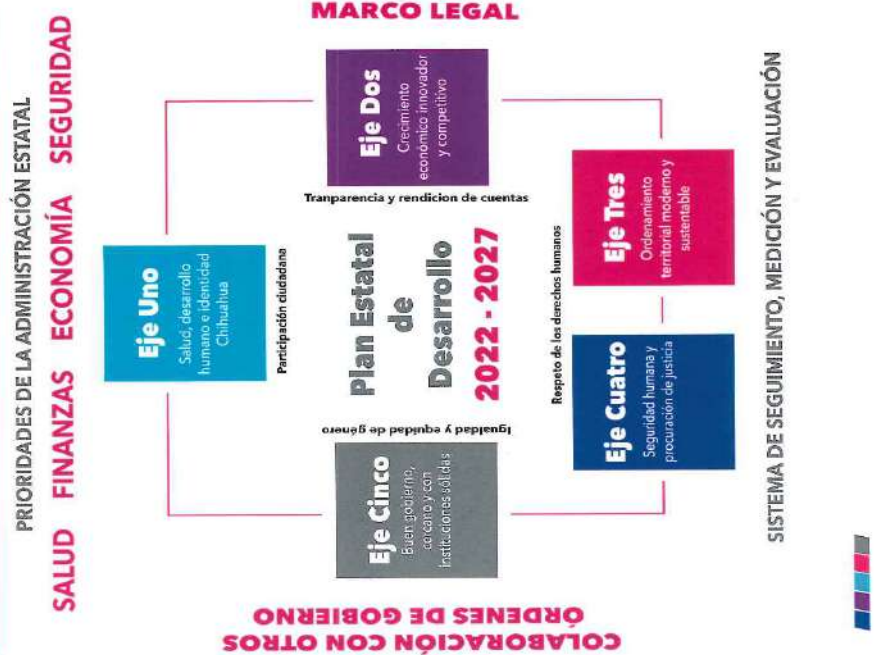 PRIORIDADES DE LA ADMINISTRACIÓN ESTATAL
SALUD FINANZAS ECONOMÍA SEGURIDAD
Eje Uno
Salud, desarrollo
humano e identidad
Chihuahua
Participación ciudadana
COLABORACIÓN CON OTROS
ÓRDENES DE GOBIERNO
Eje Cinco
Buen gobierno,
cercano y con
instituciones sólidas
Igualdad y equidad de género
Plan Estatal
de
Desarrollo
2022 - 2027
Tranparencia y rendicion de cuentas
Eje Dos
Crecimiento
económico innovador
y competitivo
MARCO LEGAL
Respeto de los derechos humanos
Eje Cuatro
Seguridad humana y
procuración de justicia
Eje Tres
Ordenamiento
territorial moderno y
sustentable
SISTEMA DE SEGUIMIENTO, MEDICIÓN Y EVALUACIÓN